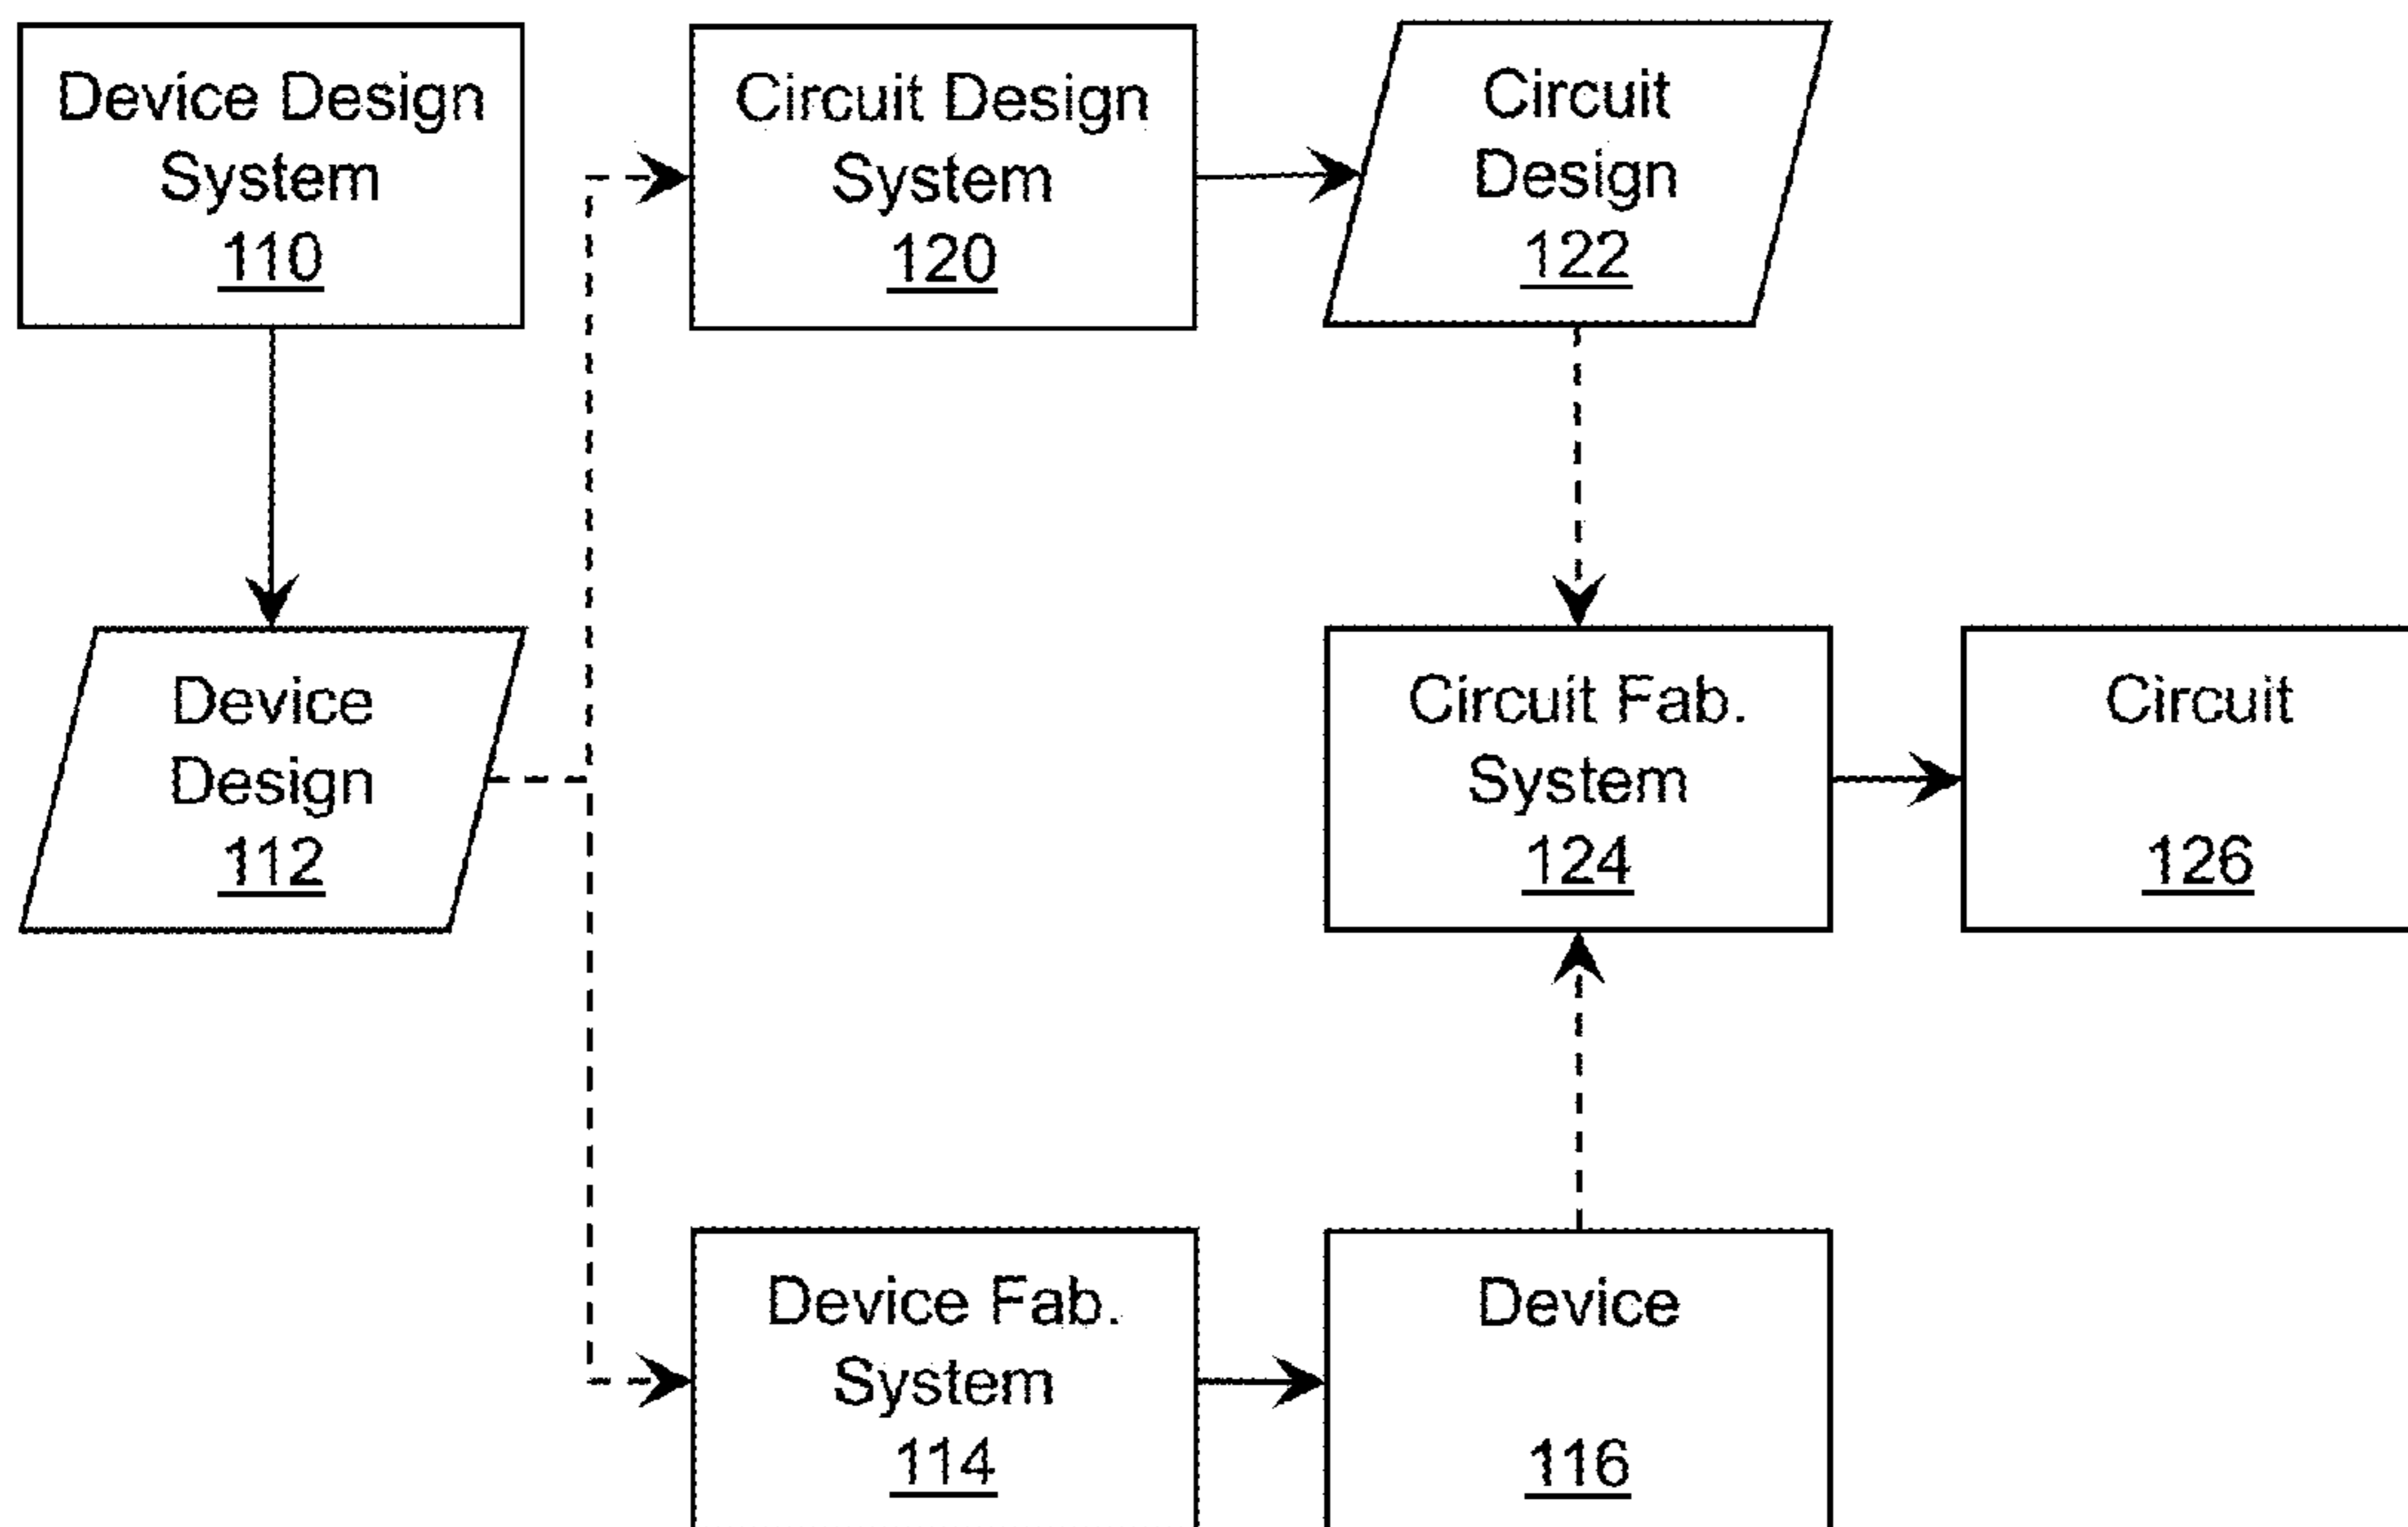 Device Design
System
110
Circuit Design
System
120
Circuit
Design
122
Device
Design
112
Circuit Fab.
System
124
Circuit
126
Device Fab.
System
114
Device
116